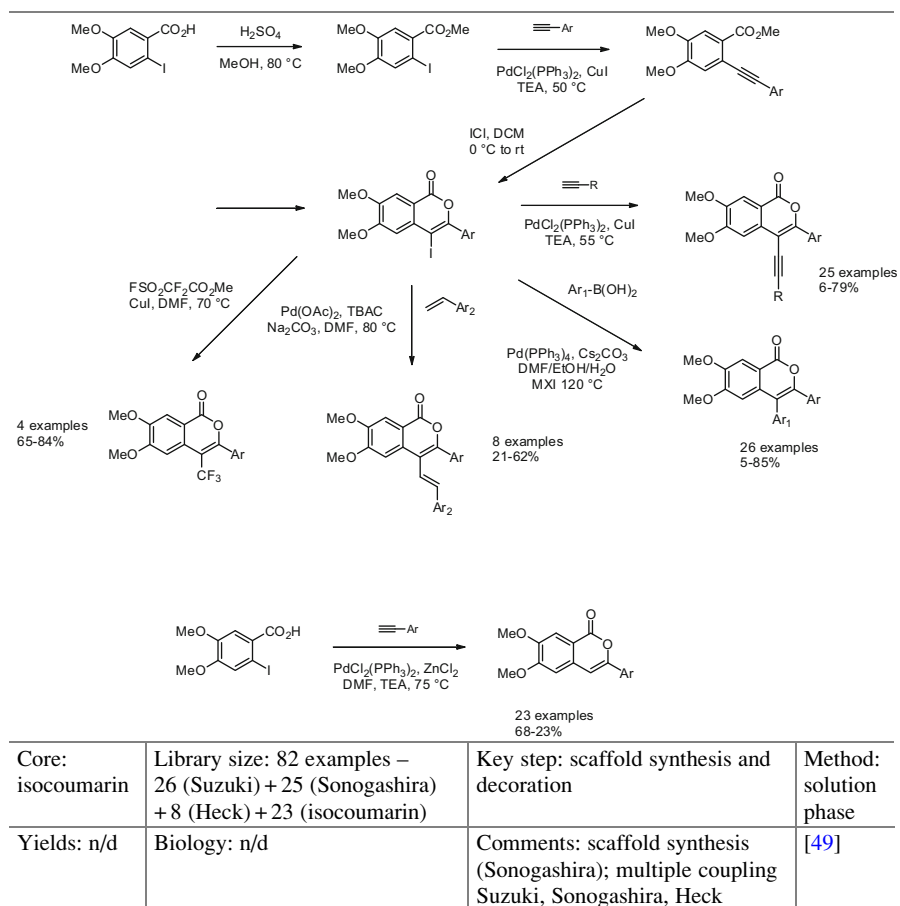 MeO
MeO
CO₂H
I
H₂SO₄
MeOH, 80 °C
MeO
MeO
CO₂Me
I
Ar
PdCl₂(PPh₃)₂, CuI
TEA, 50 °C
MeO
MeO
CO₂Me
Ar
ICI, DCM
0 °C to rt
MeO
MeO
O
O
Ar
I
R
PdCl₂(PPh₃)₂, CuI
TEA, 55 °C
MeO
MeO
O
O
Ar
R
25 examples
6-79%
FSO₂CF₂CO₂Me
CuI, DMF, 70 °C
Pd(OAc)₂, TBAC
Na₂CO₃, DMF, 80 °C
Ar₂
Ar₁-B(OH)₂
Pd(PPh₃)₄, Cs₂CO₃
DMF/EtOH/H₂O
MXI 120 °C
4 examples
65-84%
MeO
MeO
O
O
Ar
CF₃
MeO
MeO
O
O
Ar
Ar₂
8 examples
21-62%
MeO
MeO
O
O
Ar
Ar₁
26 examples
5-85%
MeO
MeO
CO₂H
I
Ar
PdCl₂(PPh₃)₂, ZnCl₂
DMF, TEA, 75 °C
MeO
MeO
O
O
Ar
23 examples
68-23%
Core:
isocoumarin
Library size: 82 examples –
26 (Suzuki) + 25 (Sonogashira)
+ 8 (Heck) + 23 (isocoumarin)
Key step: scaffold synthesis and
decoration
Method:
solution
phase
Yields: n/d
Biology: n/d
Comments: scaffold synthesis
(Sonogashira); multiple coupling
Suzuki, Sonogashira, Heck
[49]